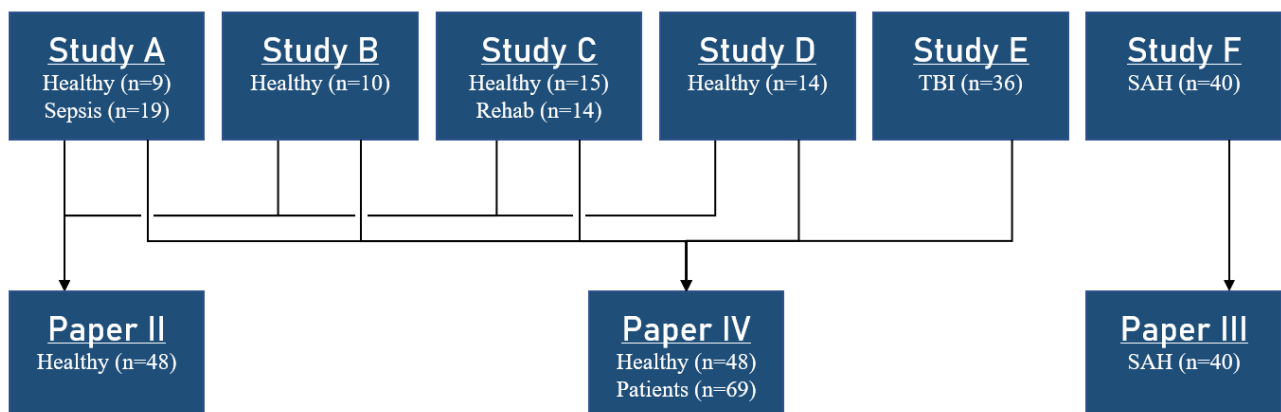 Study A
Healthy (n=9)
Sepsis (n=19)
Study B
Healthy (n=10)
Study C
Healthy (n=15)
Rehab (n=14)
Study D
Healthy (n=14)
Study E
TBI (n=36)
Study F
SAH (n=40)
Paper II
Healthy (n=48)
Paper IV
Healthy (n=48)
Patients (n=69)
Paper III
SAH (n=40)